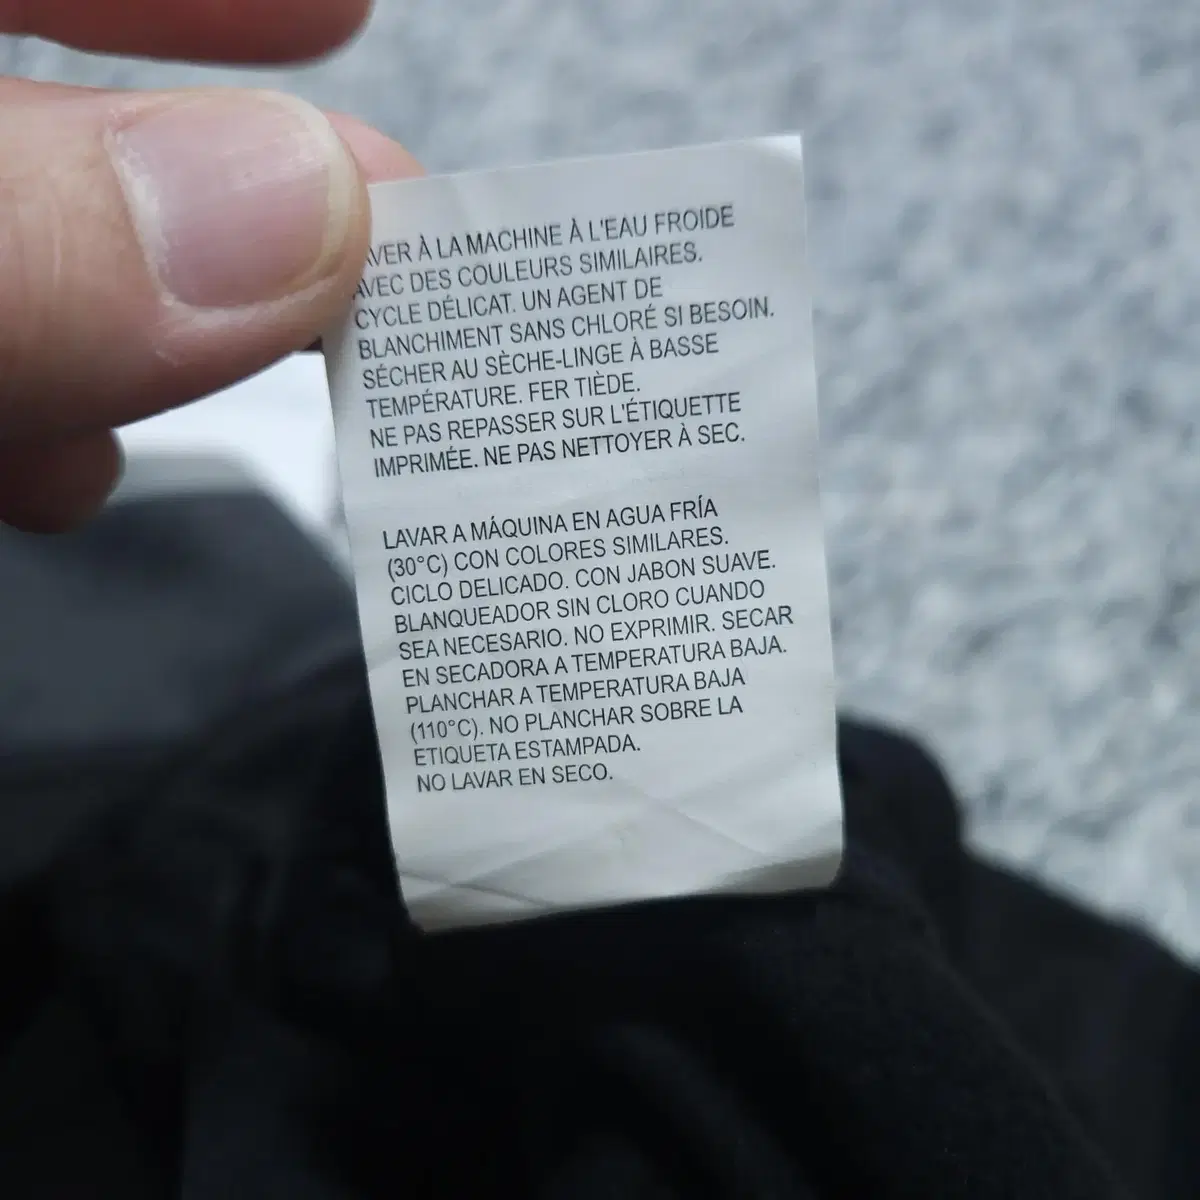 AVER À LA MACHINE À L'EAU FROIDE
AVEC DES COULEURS SIMILAIRES.
CYCLE DÉLICAT. UN AGENT DE
BLANCHIMENT SANS CHLORÉ SI BESOIN.
SÉCHER AU SÈCHE-LINGE À BASSE
TEMPÉRATURE. FER TIÈDE.
NE PAS REPASSER SUR L'ÉTIQUETTE
IMPRIMÉE. NE PAS NETTOYER À SEC.
LAVAR A MÁQUINA EN AGUA FRÍA
(30°C) CON COLORES SIMILARES.
CICLO DELICADO. CON JABON SUAVE.
BLANQUEADOR SIN CLORO CUANDO
SEA NECESARIO. NO EXPRIMIR. SECAR
EN SECADORA A TEMPERATURA BAJA.
PLANCHAR A TEMPERATURA BAJA
(110°C). NO PLANCHAR SOBRE LA
ETIQUETA ESTAMPADA.
NO LAVAR EN SECO.